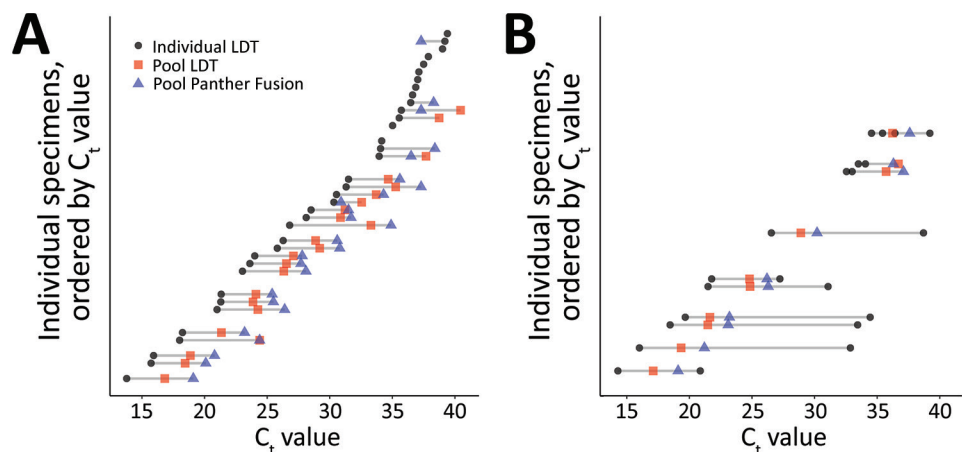 A
Individual specimens,
ordered by Ct value
Individual LDT
Pool LDT
Pool Panther Fusion
15 20 25 30 35 40
Ct value
B
Individual specimens,
ordered by Ct value
15 20 25 30 35 40
Ct value